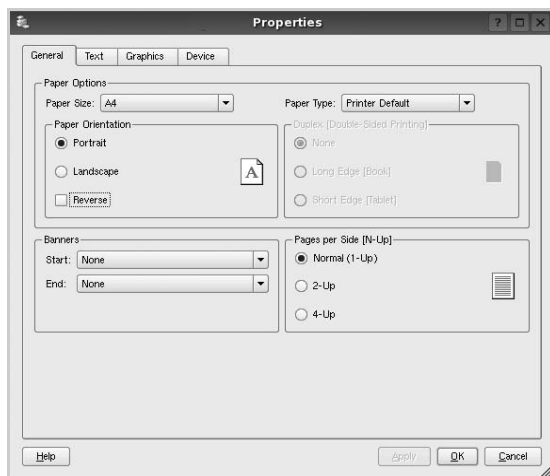 Properties
General Text Graphics Device
Paper Options
Paper Size: A4 Paper Type: Printer Default
Paper Orientation Duplex [Double-Sided Printing]
Portrait None
Landscape A Long Edge [Book]
Reverse Short Edge [Tablet]
Banners Pages per Side [N-Up]
Start: None Normal (1-Up)
End: None 2-Up
4-Up
Help Apply OK Cancel